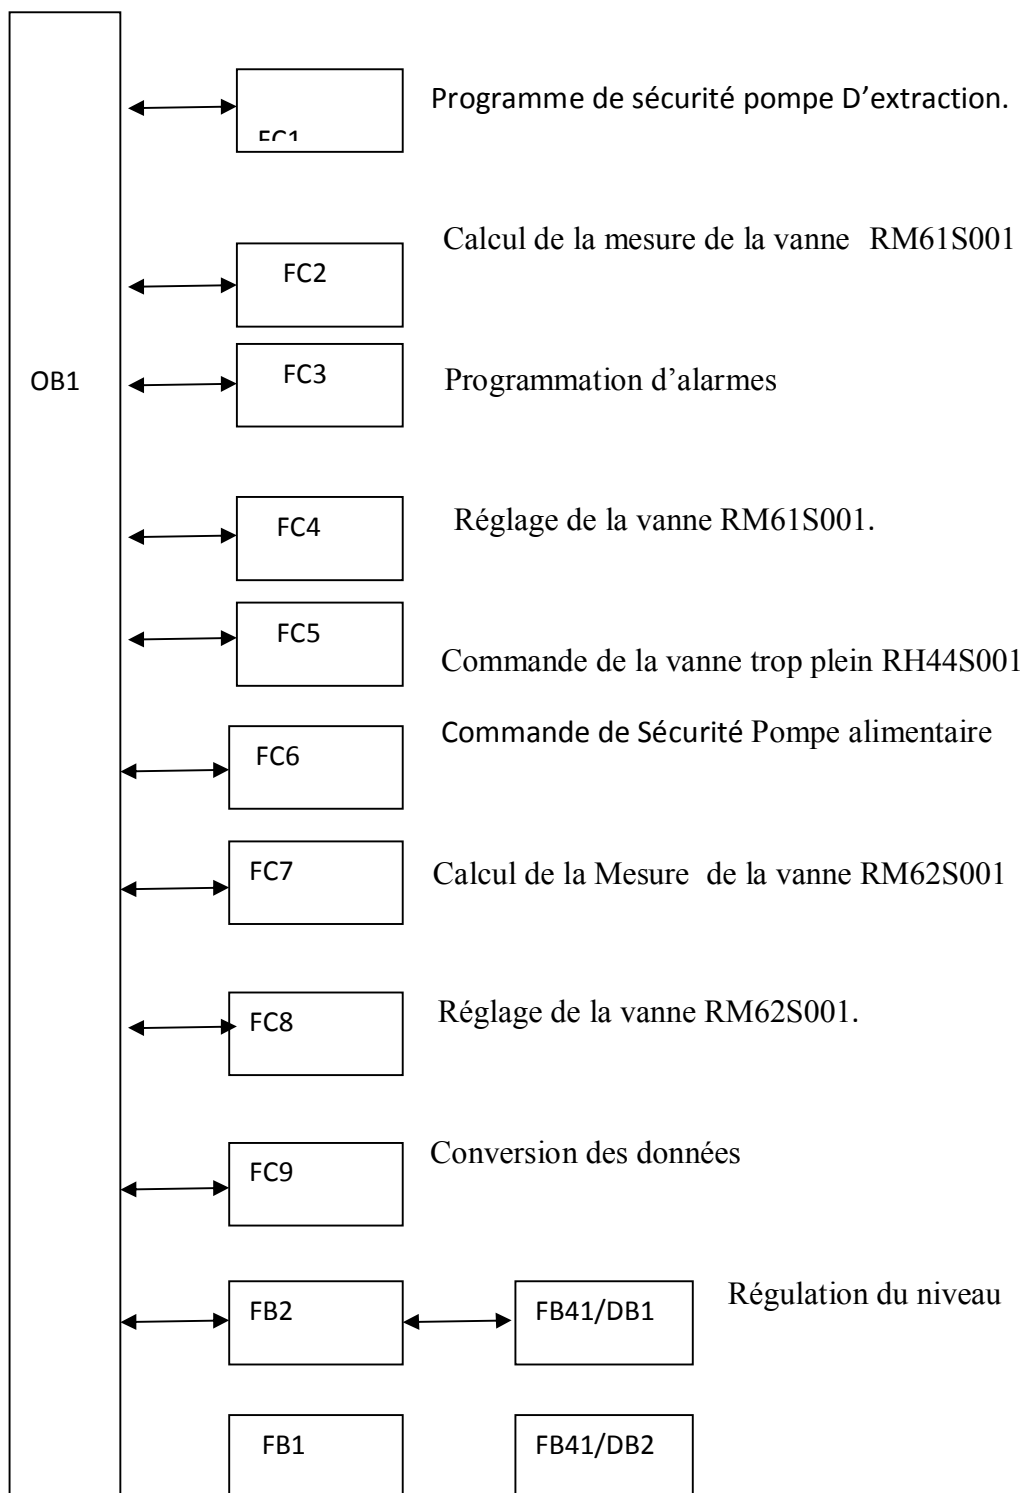 Programme de sécurité pompe D’extraction.
FC1
Calcul de la mesure de la vanne RM61S001
FC2
OB1
FC3
Programmation d’alarmes
FC4
Réglage de la vanne RM61S001.
FC5
Commande de la vanne trop plein RH44S001
Commande de Sécurité Pompe alimentaire
FC6
FC7
Calcul de la Mesure de la vanne RM62S001
FC8
Réglage de la vanne RM62S001.
Conversion des données
FC9
Régulation du niveau
FB2
FB41/DB1
FB1
FB41/DB2